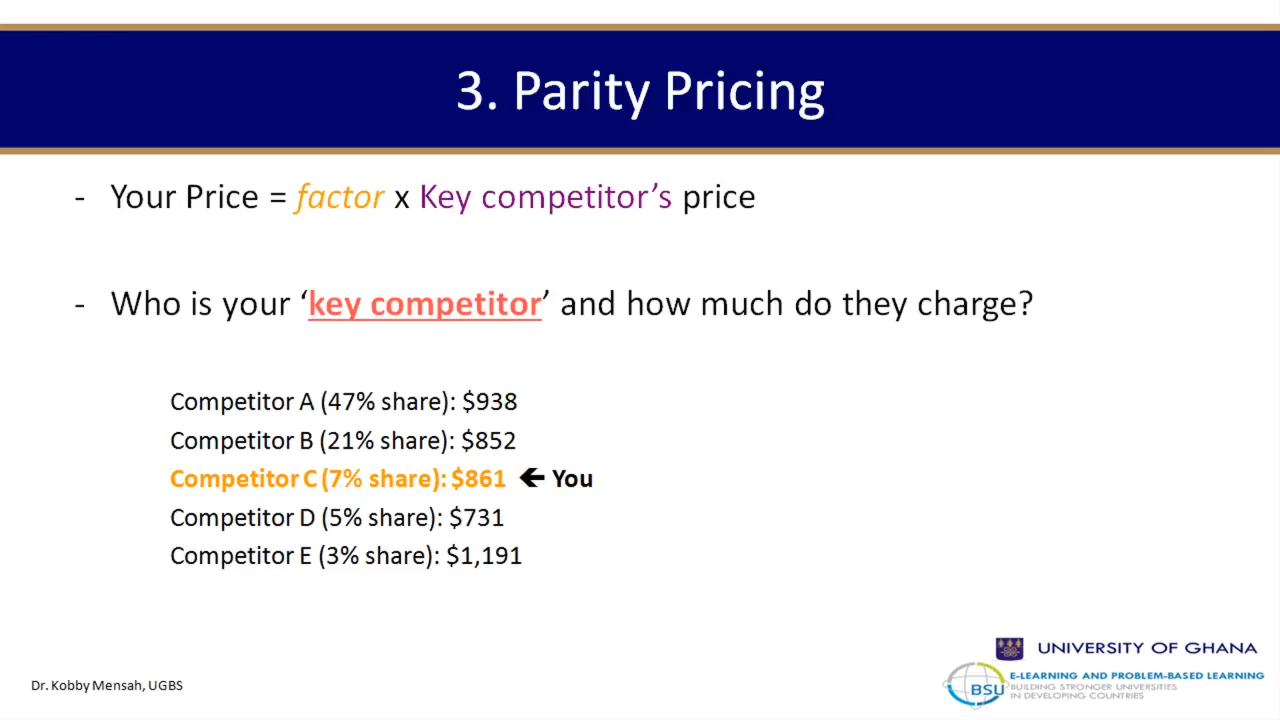 3. Parity Pricing
- Your Price = factor x Key competitor’s price
- Who is your ‘key competitor’ and how much do they charge?
Competitor A (47% share): $938
Competitor B (21% share): $852
Competitor C (7% share): $861 ← You
Competitor D (5% share): $731
Competitor E (3% share): $1,191
UNIVERSITY OF GHANA
E-LEARNING AND PROBLEM-BASED LEARNING
BSU BUILDING STRONGER UNIVERSITIES
IN DEVELOPING COUNTRIES
Dr. Kobby Mensah, UGBS